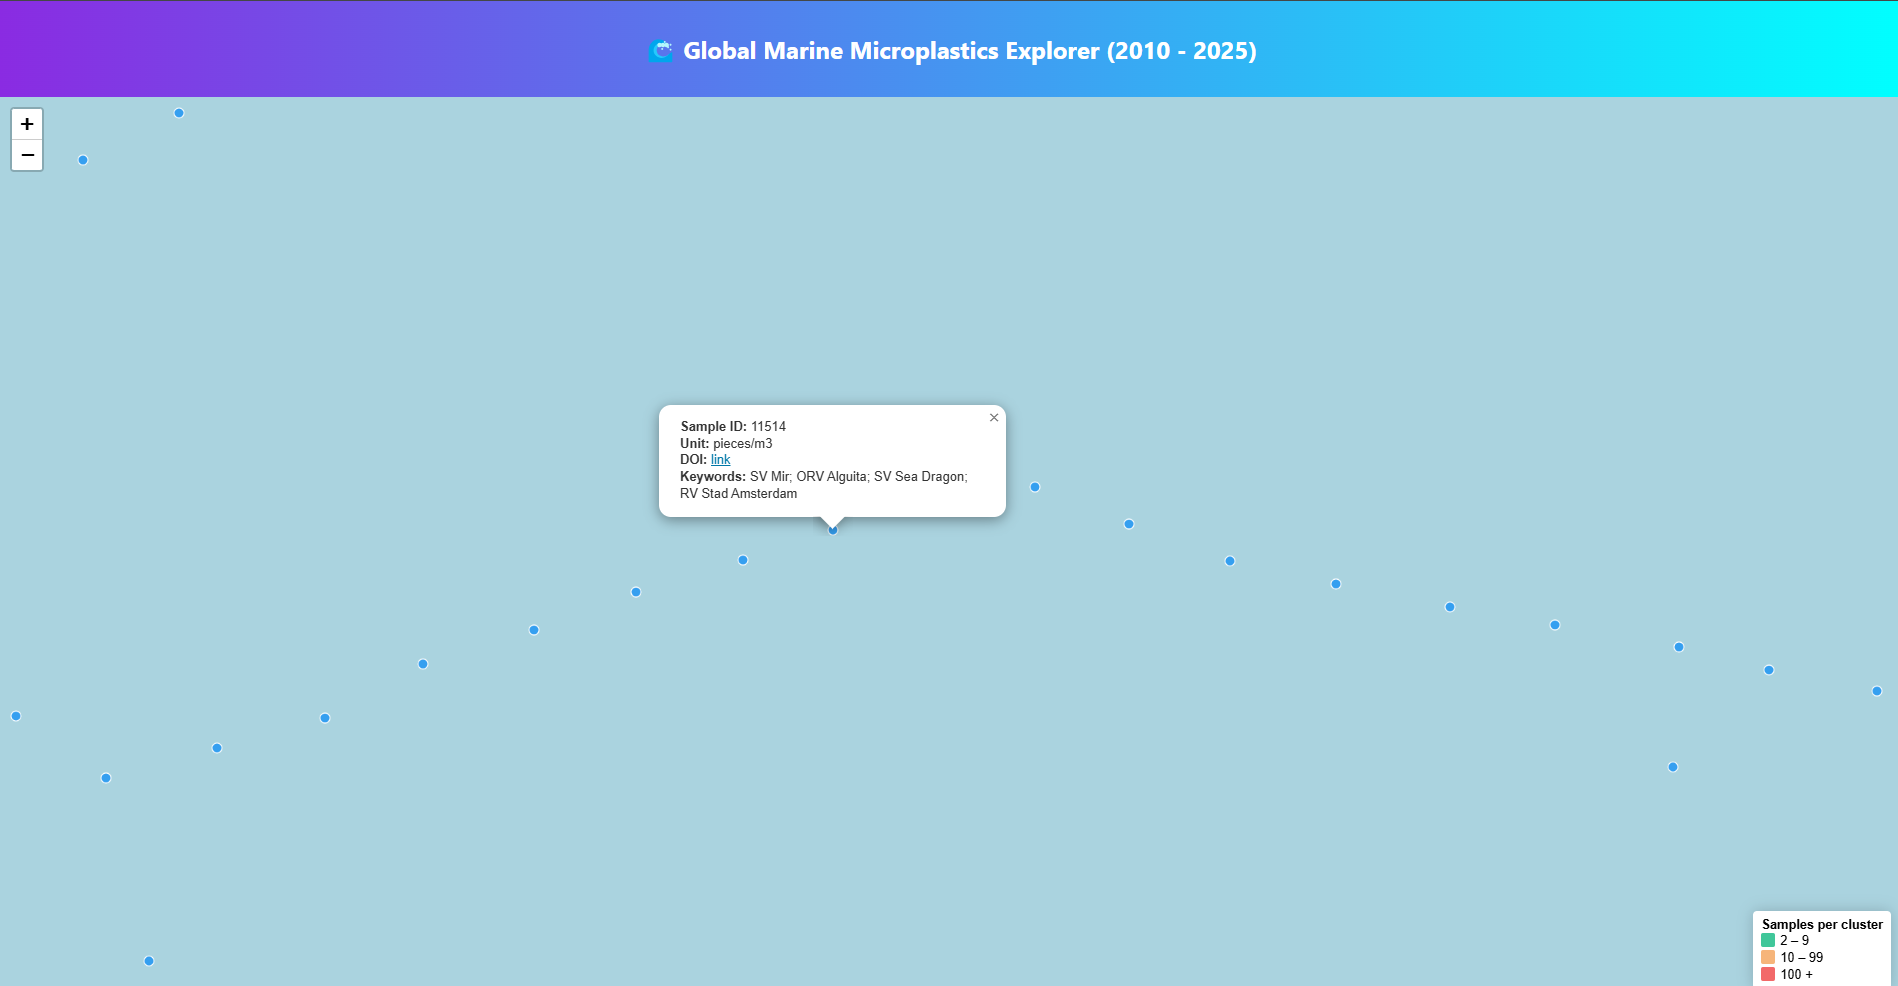 Global Marine Microplastics Explorer (2010 - 2025)
+
−
×
Sample ID: 11514
Unit: pieces/m3
DOI: link
Keywords: SV Mir; ORV Alguita; SV Sea Dragon;
RV Stad Amsterdam
Samples per cluster
2 – 9
10 – 99
100 +